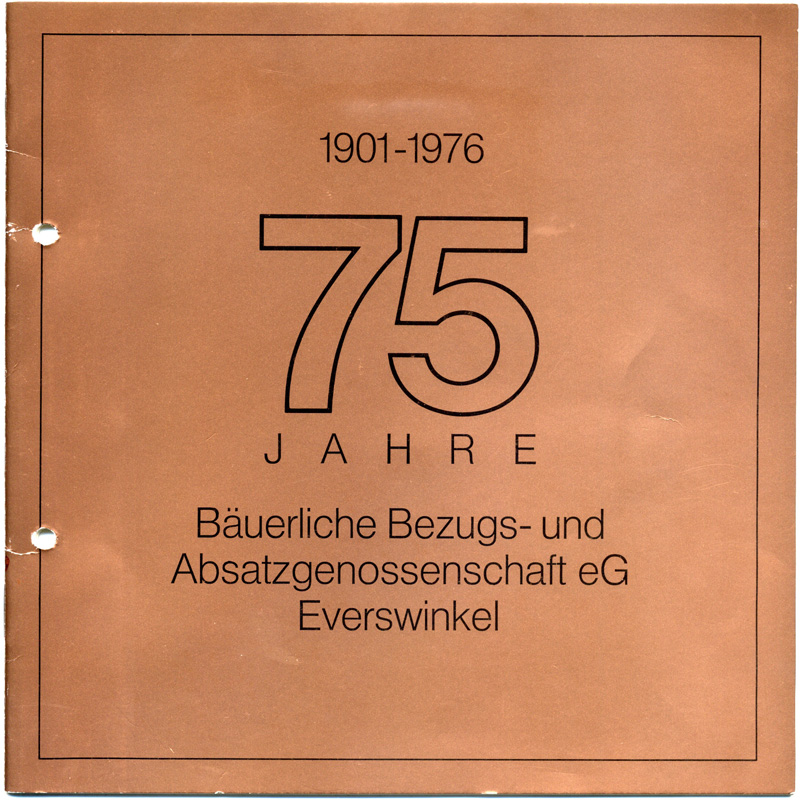 1901-1976
75
JAHRE
Bäuerliche Bezugs- und
Absatzgenossenschaft eG
Everswinkel